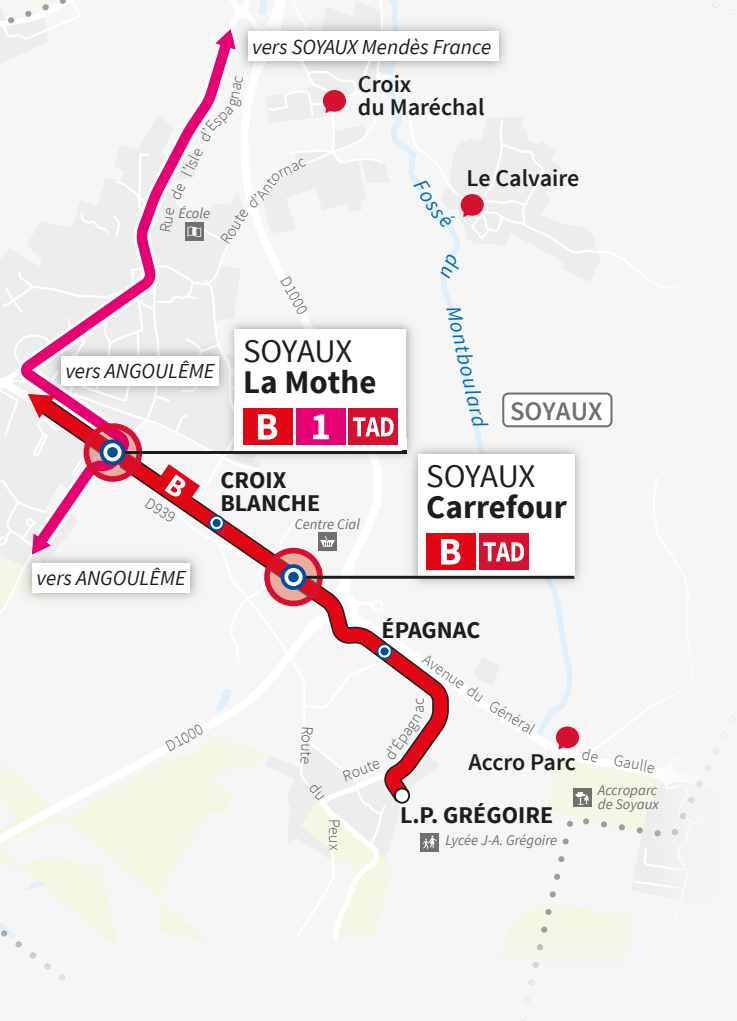 vers SOYAUX Mendès France
Croix
du Maréchal
Rue de l'Isle d'Espagnac
École
Route d'Antornac
Le Calvaire
Fossé du Montboulard
D1000
vers ANGOULÊME
SOYAUX
La Mothe
B 1 TAD
SOYAUX
B
CROIX
BLANCHE
D939
Centre Cial
SOYAUX
Carrefour
B TAD
vers ANGOULÊME
ÉPAGNAC
Avenue du Général de Gaulle
D1000
Route du Peux
Route d'Épagnac
Accro Parc
Accroparc
de Soyaux
L.P. GRÉGOIRE
Lycée J-A. Grégoire